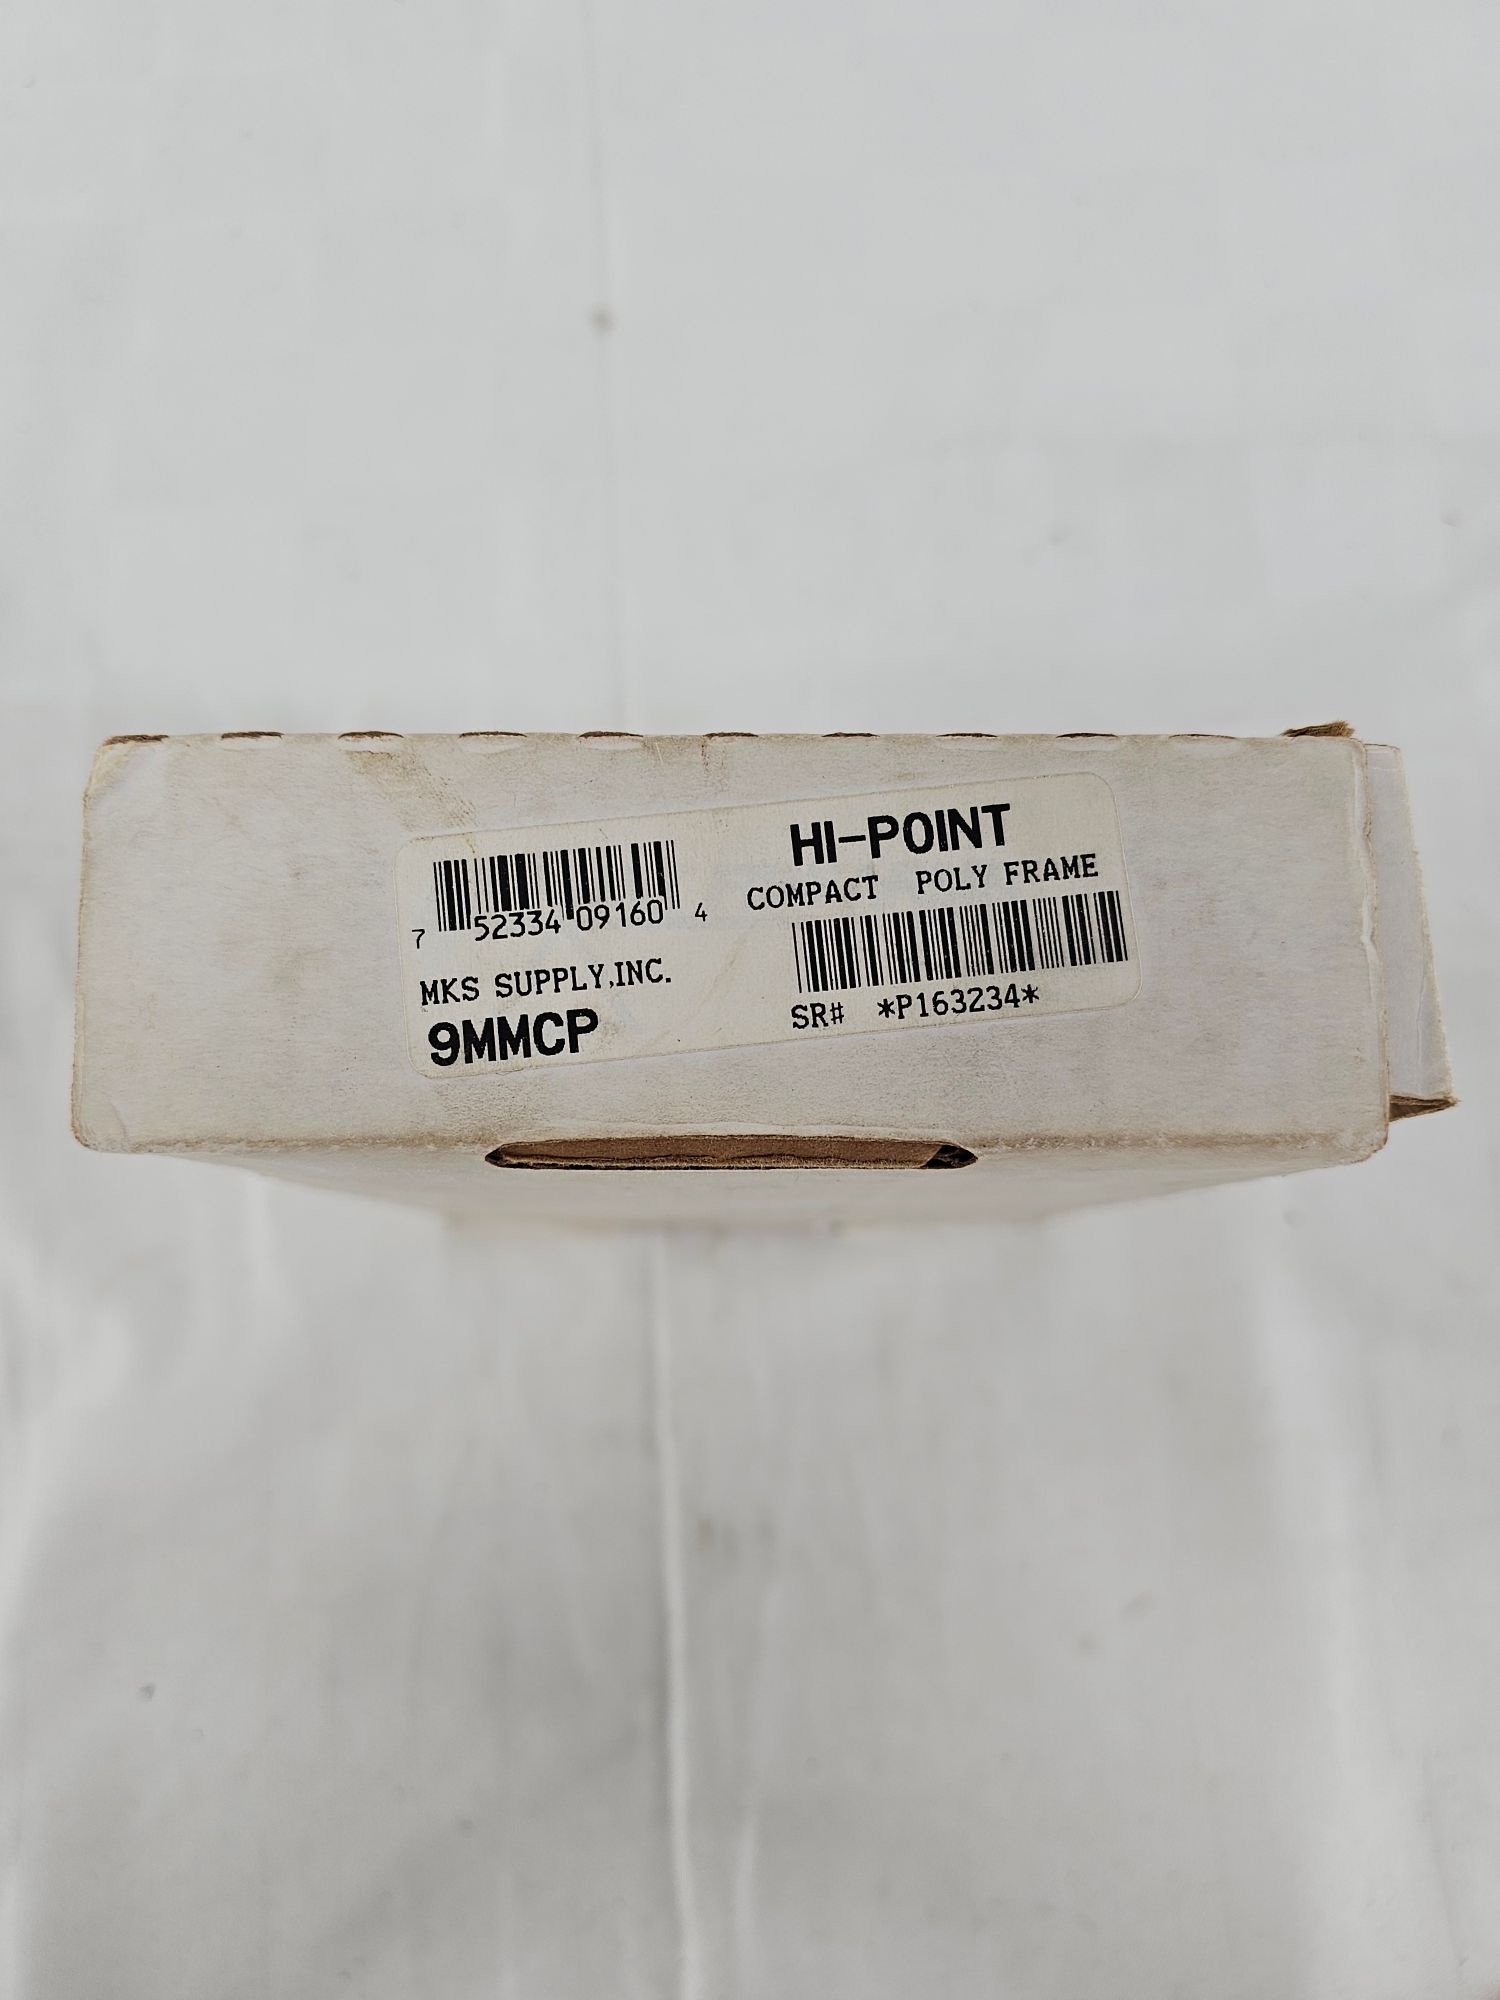 7 52334 09160 4
MKS SUPPLY,INC.
9MMCP
HI-POINT
COMPACT POLY FRAME
SR# *P163234*